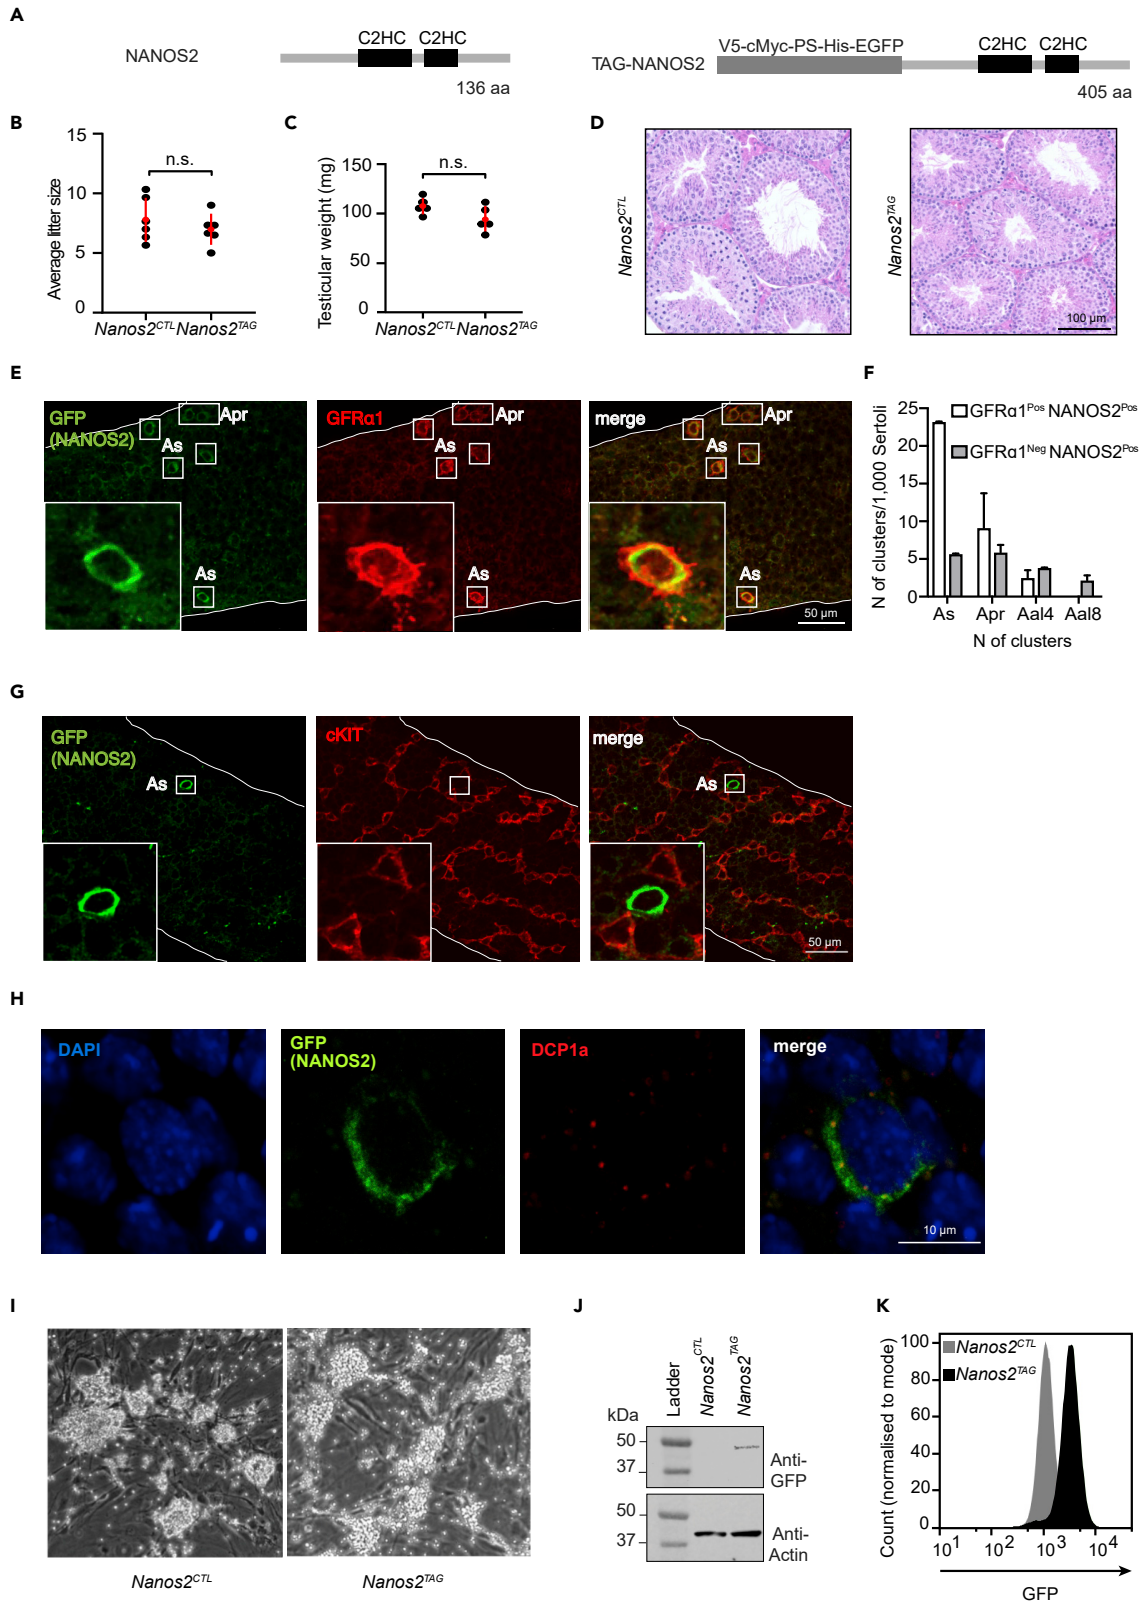 A
NANOS2
C2HC C2HC
136 aa
TAG-NANOS2
V5-cMyc-PS-His-EGFP
C2HC C2HC
405 aa
B
Average litter size
15
10
5
0
n.s.
Nanos2CTL Nanos2TAG
C
Testicular weight (mg)
150
100
50
0
n.s.
Nanos2CTL Nanos2TAG
D
Nanos2CTL
Nanos2TAG
100 µm
E
GFP
(NANOS2)
Apr
As
As
GFRα1
Apr
As
As
merge
Apr
As
As
50 µm
F
N of clusters/1,000 Sertoli
25
20
15
10
5
0
GFRα1Pos NANOS2Pos
GFRα1Neg NANOS2Pos
As Apr Aal4 Aal8
N of clusters
G
GFP
(NANOS2)
As
cKIT
merge
As
50 µm
H
DAPI
GFP
(NANOS2)
DCP1a
merge
10 µm
I
Nanos2CTL
Nanos2TAG
J
kDa
Ladder
Nanos2CTL
Nanos2TAG
50
37
Anti-
GFP
50
37
Anti-
Actin
K
Count (normalised to mode)
100
80
60
40
20
0
Nanos2CTL
Nanos2TAG
101 102 103 104
GFP